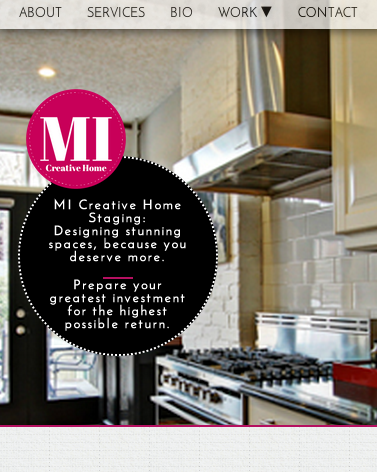 ABOUT SERVICES BIO WORK▼ CONTACT
MI
Creative Home
MI Creative Home
Staging:
Designing stunning
spaces, because you
deserve more.
Prepare your
greatest investment
for the highest
possible return.